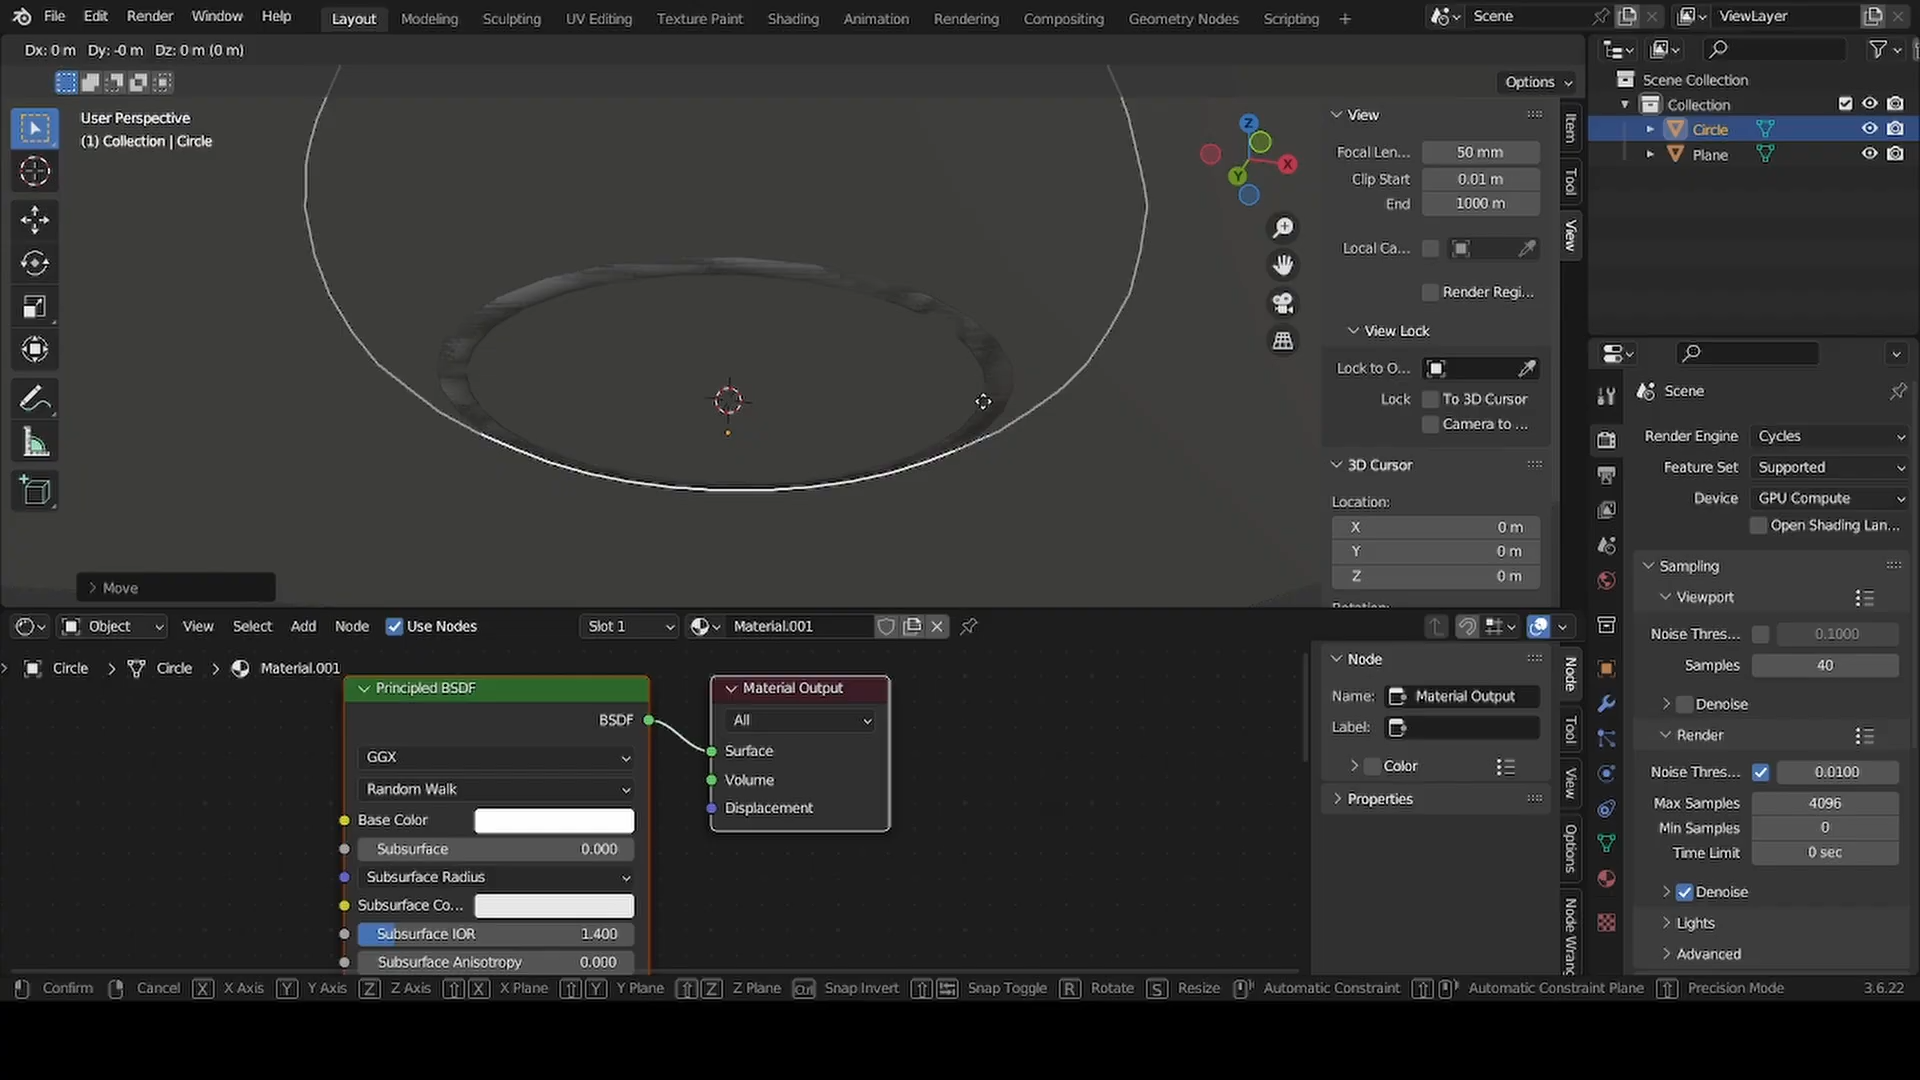 File Edit Render Window Help Layout Modeling Sculpting UV Editing Texture Paint Shading Animation Rendering Compositing Geometry Nodes Scripting + Scene ViewLayer
Dx: 0 m Dy: -0 m Dz: 0 m (0 m)
Options
User Perspective
(1) Collection | Circle
Z
X
Y
View
Focal Len... 50 mm
Clip Start 0.01 m
End 1000 m
Local Ca...
Render Regi...
View Lock
Lock to O...
Lock To 3D Cursor
Camera to ...
3D Cursor
Location:
X 0 m
Y 0 m
Z 0 m
Item
Tool
View
Move
Scene Collection
Collection
Circle
Plane
Scene
Render Engine Cycles
Feature Set Supported
Device GPU Compute
Open Shading Lan...
Sampling
Viewport
Noise Thres... 0.1000
Samples 40
Denoise
Render
Noise Thres... 0.0100
Max Samples 4096
Min Samples 0
Time Limit 0 sec
Denoise
Lights
Advanced
Object View Select Add Node Use Nodes Slot 1 Material.001
Circle > Circle > Material.001
Principled BSDF
BSDF
GGX
Random Walk
Base Color
Subsurface 0.000
Subsurface Radius
Subsurface Co...
Subsurface IOR 1.400
Subsurface Anisotropy 0.000
Material Output
All
Surface
Volume
Displacement
Node
Name: Material Output
Label:
Color
Properties
Node
Tool
View
Options
Node Wrang
Confirm Cancel X X Axis Y Y Axis Z Z Axis X X Plane Y Y Plane Z Z Plane Ctrl Snap Invert Snap Toggle R Rotate S Resize Automatic Constraint Automatic Constraint Plane Precision Mode 3.6.22